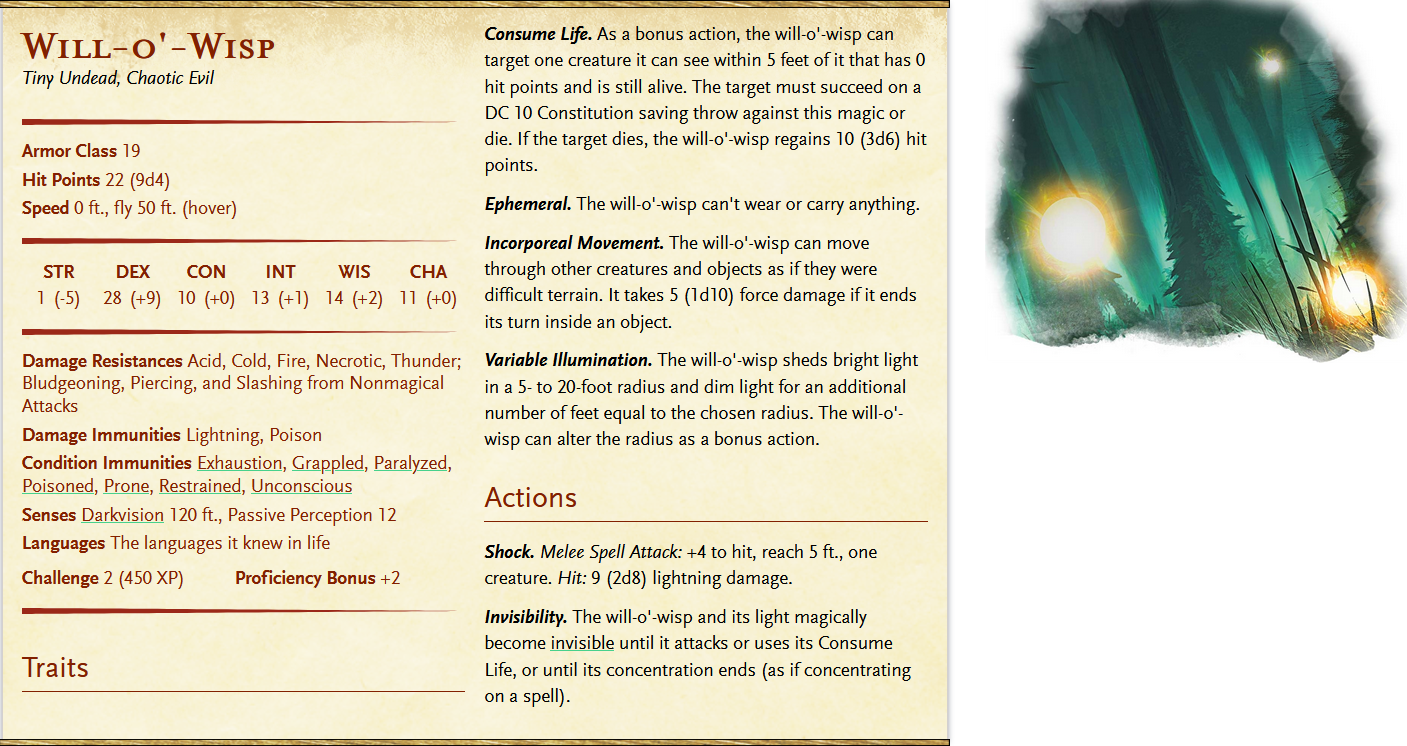 Will-o'-Wisp
Tiny Undead, Chaotic Evil
Armor Class 19
Hit Points 22 (9d4)
Speed 0 ft., fly 50 ft. (hover)
STR DEX CON INT WIS CHA
1 (-5) 28 (+9) 10 (+0) 13 (+1) 14 (+2) 11 (+0)
Damage Resistances Acid, Cold, Fire, Necrotic, Thunder;
Bludgeoning, Piercing, and Slashing from Nonmagical
Attacks
Damage Immunities Lightning, Poison
Condition Immunities Exhaustion, Grappled, Paralyzed,
Poisoned, Prone, Restrained, Unconscious
Senses Darkvision 120 ft., Passive Perception 12
Languages The languages it knew in life
Challenge 2 (450 XP) Proficiency Bonus +2
Traits
Consume Life. As a bonus action, the will-o'-wisp can
target one creature it can see within 5 feet of it that has 0
hit points and is still alive. The target must succeed on a
DC 10 Constitution saving throw against this magic or
die. If the target dies, the will-o'-wisp regains 10 (3d6) hit
points.
Ephemeral. The will-o'-wisp can't wear or carry anything.
Incorporeal Movement. The will-o'-wisp can move
through other creatures and objects as if they were
difficult terrain. It takes 5 (1d10) force damage if it ends
its turn inside an object.
Variable Illumination. The will-o'-wisp sheds bright light
in a 5- to 20-foot radius and dim light for an additional
number of feet equal to the chosen radius. The will-o'-
wisp can alter the radius as a bonus action.
Actions
Shock. Melee Spell Attack: +4 to hit, reach 5 ft., one
creature. Hit: 9 (2d8) lightning damage.
Invisibility. The will-o'-wisp and its light magically
become invisible until it attacks or uses its Consume
Life, or until its concentration ends (as if concentrating
on a spell).